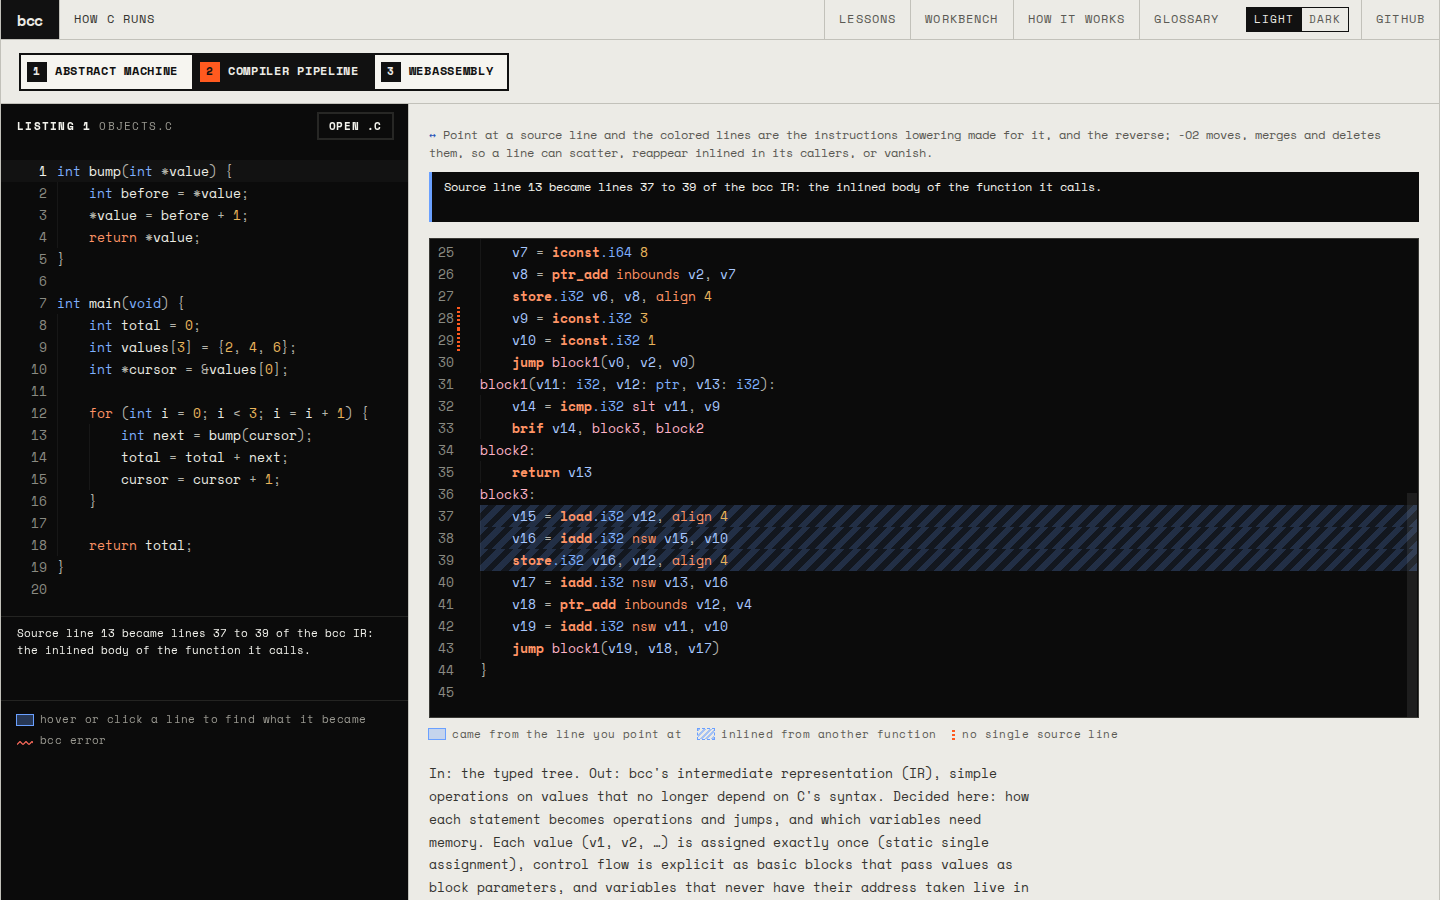 bcc HOW C RUNS LESSONS WORKBENCH HOW IT WORKS GLOSSARY LIGHT DARK GITHUB
1 ABSTRACT MACHINE 2 COMPILER PIPELINE 3 WEBASSEMBLY
LISTING 1 OBJECTS.C OPEN .C
1 int bump(int *value) {
2     int before = *value;
3     *value = before + 1;
4     return *value;
5 }
6
7 int main(void) {
8     int total = 0;
9     int values[3] = {2, 4, 6};
10     int *cursor = &values[0];
11
12     for (int i = 0; i < 3; i = i + 1) {
13         int next = bump(cursor);
14         total = total + next;
15         cursor = cursor + 1;
16     }
17
18     return total;
19 }
20
Source line 13 became lines 37 to 39 of the bcc IR:
the inlined body of the function it calls.
hover or click a line to find what it became
bcc error
↔ Point at a source line and the colored lines are the instructions lowering made for it, and the reverse; -O2 moves, merges and deletes
them, so a line can scatter, reappear inlined in its callers, or vanish.
Source line 13 became lines 37 to 39 of the bcc IR: the inlined body of the function it calls.
25     v7 = iconst.i64 8
26     v8 = ptr_add inbounds v2, v7
27     store.i32 v6, v8, align 4
28     v9 = iconst.i32 3
29     v10 = iconst.i32 1
30     jump block1(v0, v2, v0)
31 block1(v11: i32, v12: ptr, v13: i32):
32     v14 = icmp.i32 slt v11, v9
33     brif v14, block3, block2
34 block2:
35     return v13
36 block3:
37     v15 = load.i32 v12, align 4
38     v16 = iadd.i32 nsw v15, v10
39     store.i32 v16, v12, align 4
40     v17 = iadd.i32 nsw v13, v16
41     v18 = ptr_add inbounds v12, v4
42     v19 = iadd.i32 nsw v11, v10
43     jump block1(v19, v18, v17)
44 }
45
came from the line you point at inlined from another function no single source line
In: the typed tree. Out: bcc's intermediate representation (IR), simple
operations on values that no longer depend on C's syntax. Decided here: how
each statement becomes operations and jumps, and which variables need
memory. Each value (v1, v2, …) is assigned exactly once (static single
assignment), control flow is explicit as basic blocks that pass values as
block parameters, and variables that never have their address taken live in